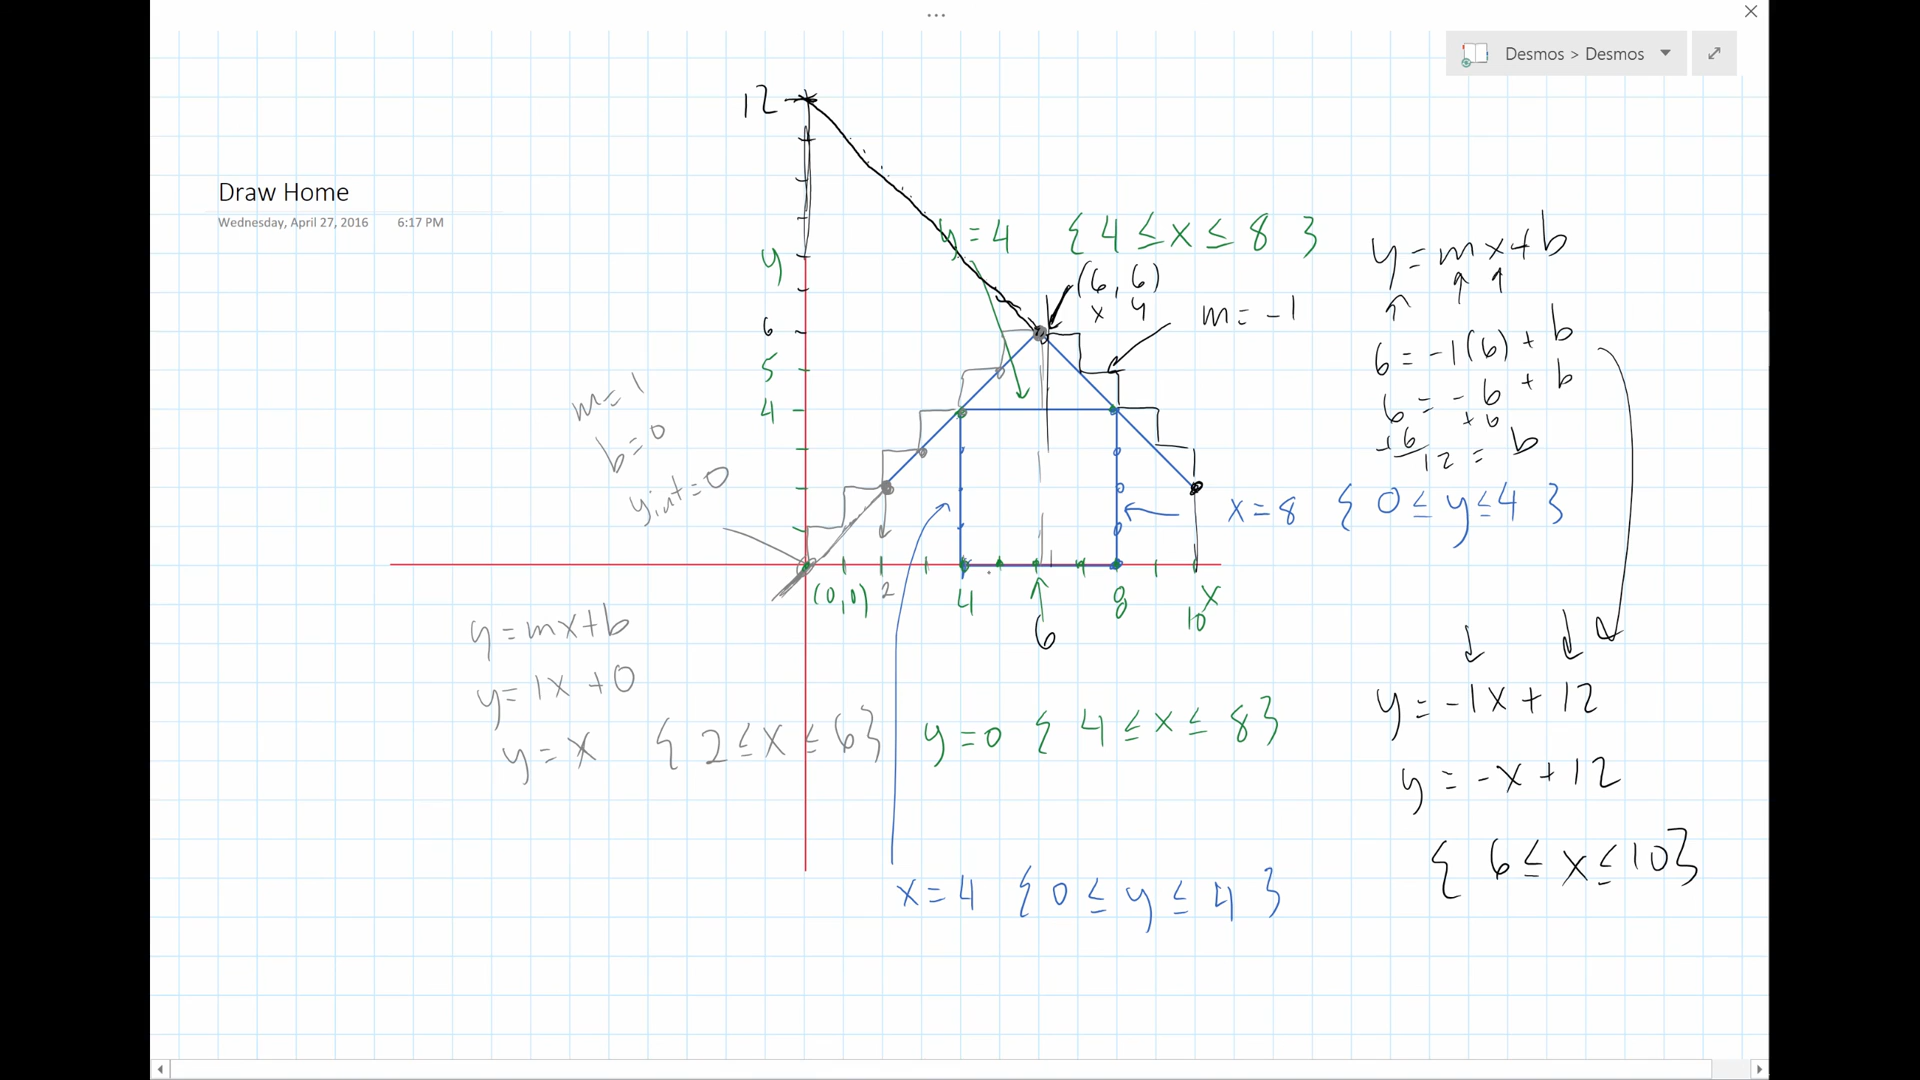 ...
Desmos > Desmos
Draw Home
Wednesday, April 27, 2016 6:17 PM
12
y
6
5
4
y=4 {4≤x≤8}
(6,6)
x y
m=-1
m=1
b=0
yint=0
(0,0) 2 4 6 8 10 x
y=mx+b
y=1x+0
y=x {2≤x≤6}
y=0 {4≤x≤8}
x=4 {0≤y≤4}
x=8 {0≤y≤4}
y=mx+b
6=-1(6)+b
6=-6+b
+6 +6
12=b
y=-1x+12
y=-x+12
{6≤x≤10}